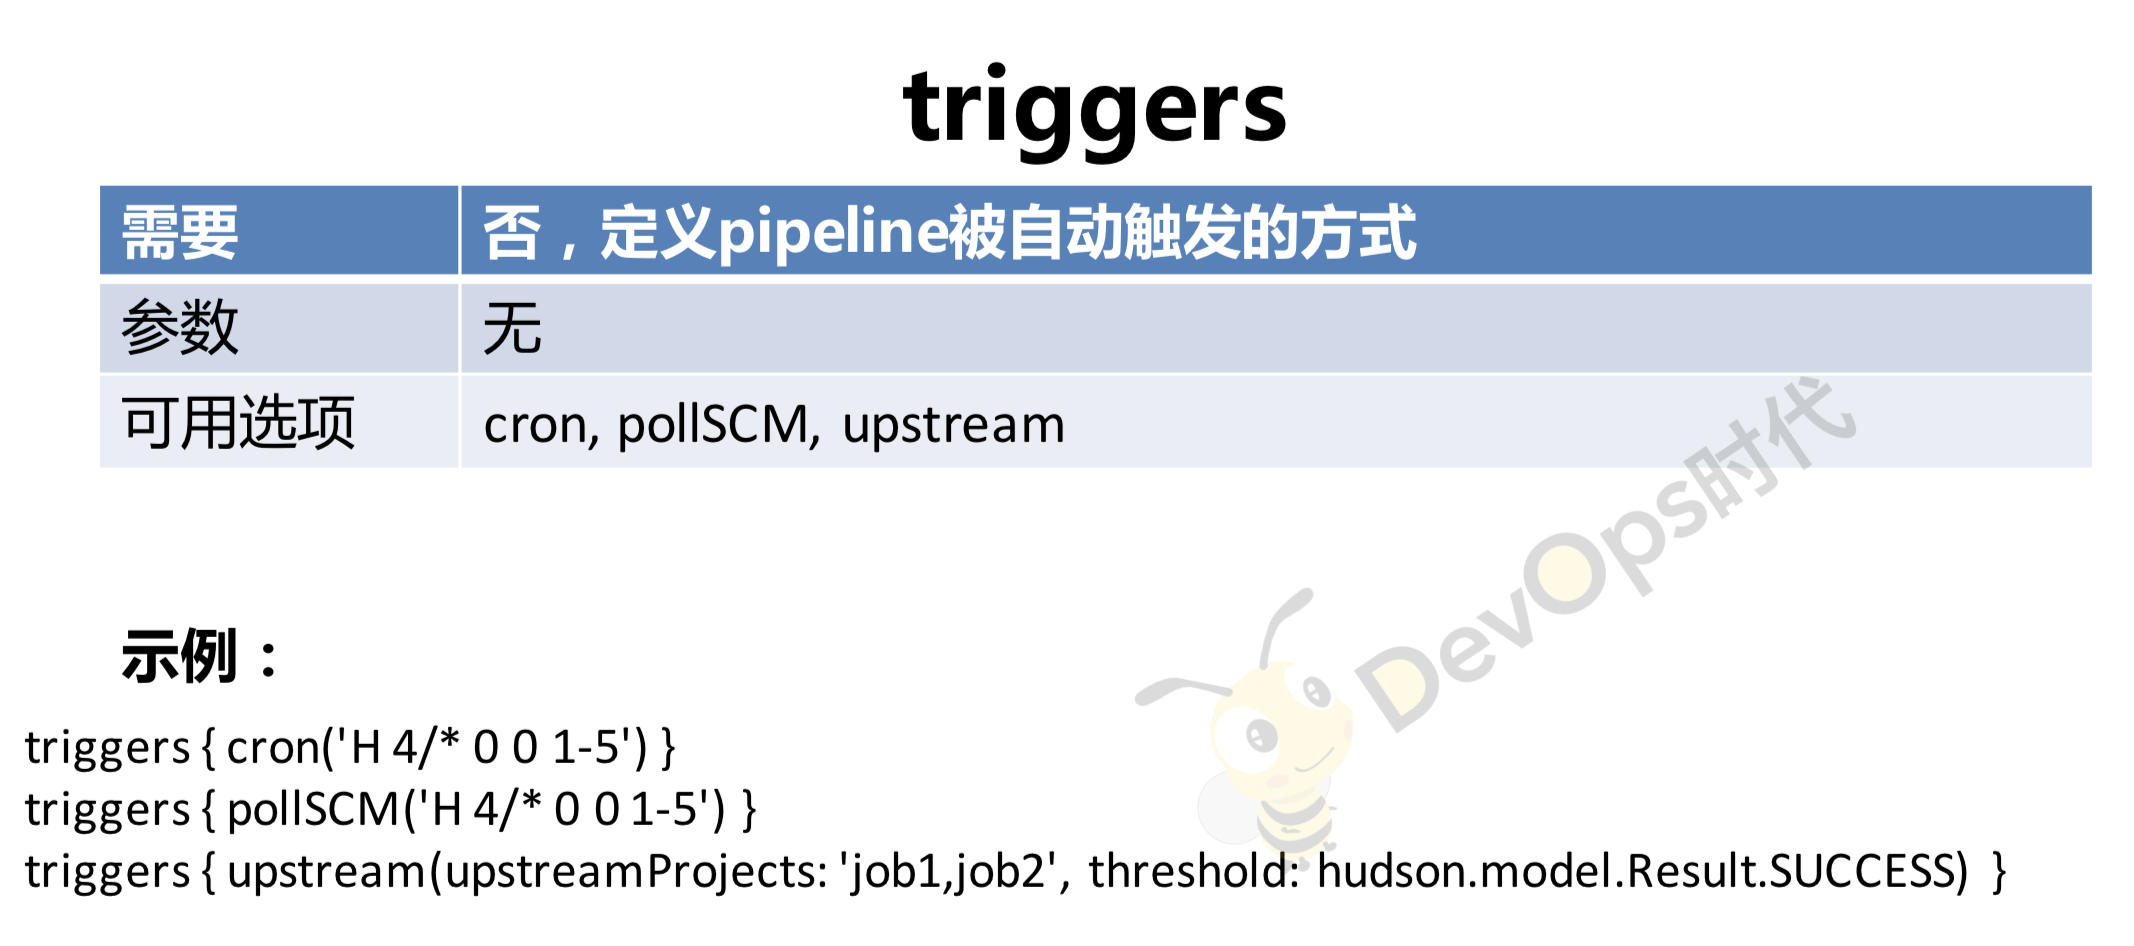 triggers
需要 否，定义pipeline被自动触发的方式
参数 无
可用选项 cron, pollSCM, upstream
DevOps时代
示例：
triggers { cron('H 4/* 0 0 1-5') }
triggers { pollSCM('H 4/* 0 0 1-5') }
triggers { upstream(upstreamProjects: 'job1,job2', threshold: hudson.model.Result.SUCCESS) }